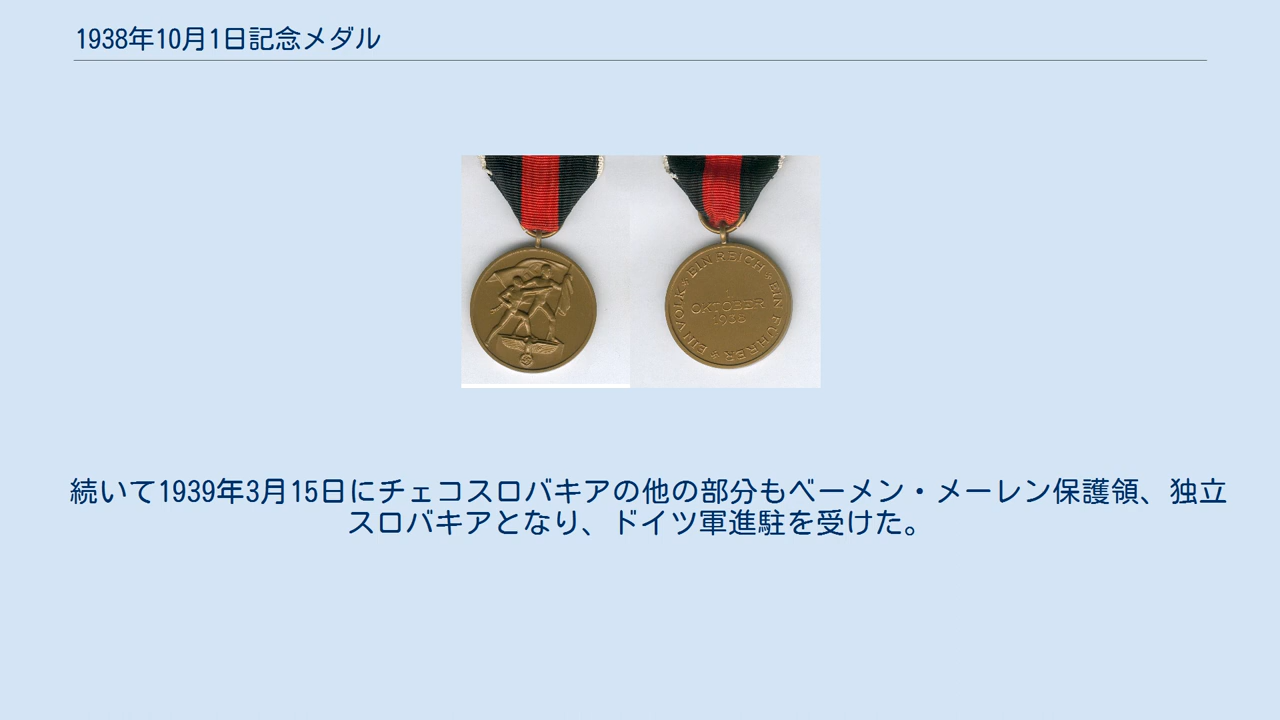 1938年10月1日記念メダル
EIN VOLK EIN REICH EIN FÜHRER
1.
OKTOBER
1938
続いて1939年3月15日にチェコスロバキアの他の部分もベーメン・メーレン保護領、独立
スロバキアとなり、ドイツ軍進駐を受けた。